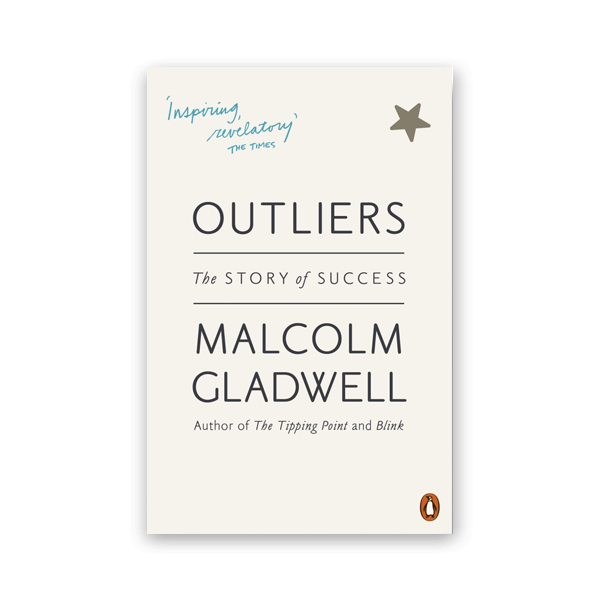 'Inspiring,
revelatory'
THE TIMES
OUTLIERS
The STORY of SUCCESS
MALCOLM
GLADWELL
Author of The Tipping Point and Blink